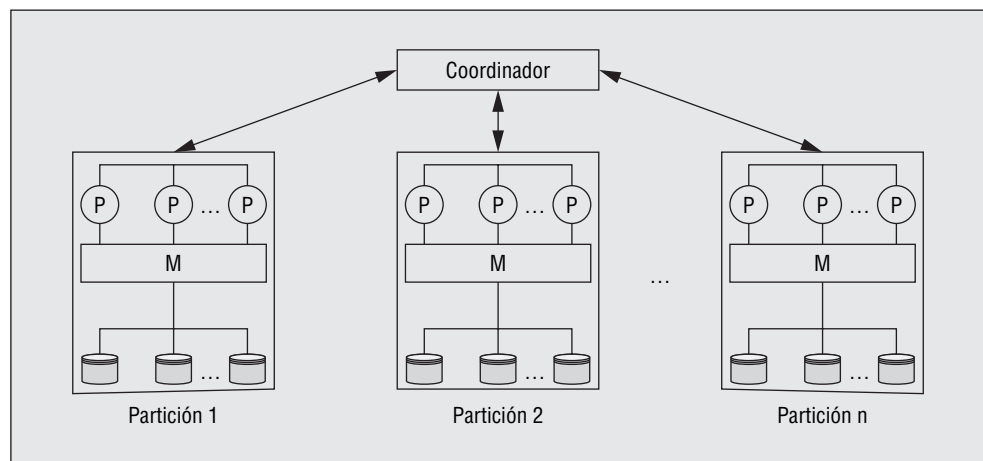 Coordinador
P P … P P P … P P P … P
M M M
…
… … …
Partición 1 Partición 2 Partición n